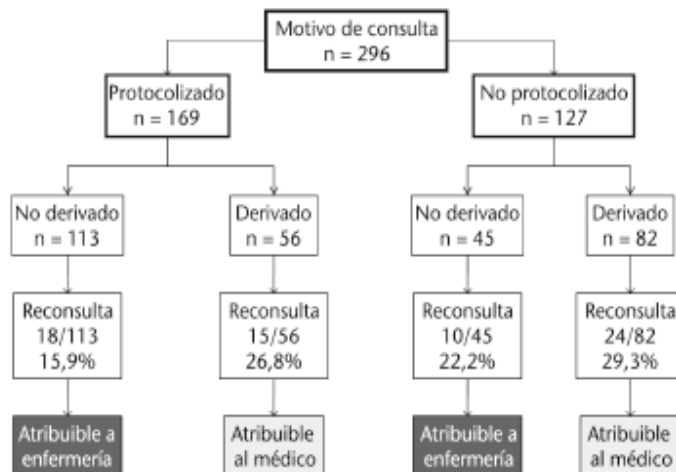 Motivo de consulta
n = 296
Protocolizado
n = 169
No protocolizado
n = 127
No derivado
n = 113
Derivado
n = 56
No derivado
n = 45
Derivado
n = 82
Reconsulta
18/113
15,9%
Reconsulta
15/56
26,8%
Reconsulta
10/45
22,2%
Reconsulta
24/82
29,3%
Atribuible a
enfermería
Atribuible
al médico
Atribuible a
enfermería
Atribuible
al médico